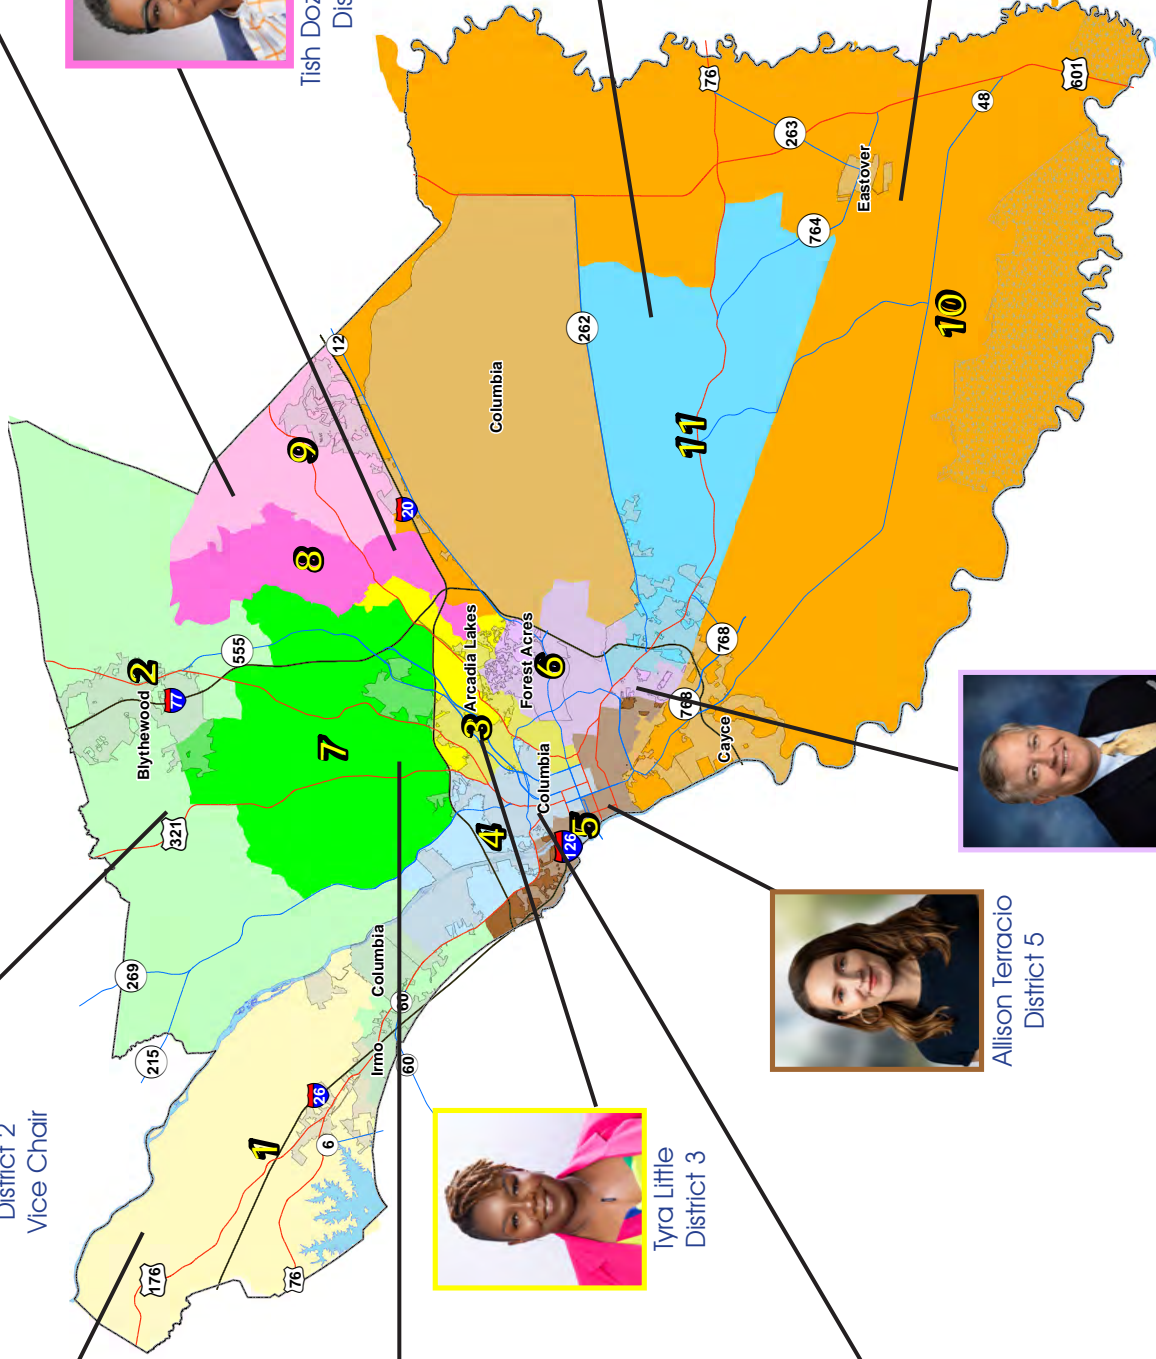 Tish Doz
Dis
District 2
Vice Chair
2
Blythewood
77
555
321
269
215
7
8
9
12
20
Columbia
262
76
263
601
48
Eastover
764
10
11
Arcadia Lakes
3
Forest Acres
6
768
768
Cayce
Columbia
4
5
126
Columbia
60
Irmo
60
26
1
6
176
76
Tyra Little
District 3
Allison Terracio
District 5